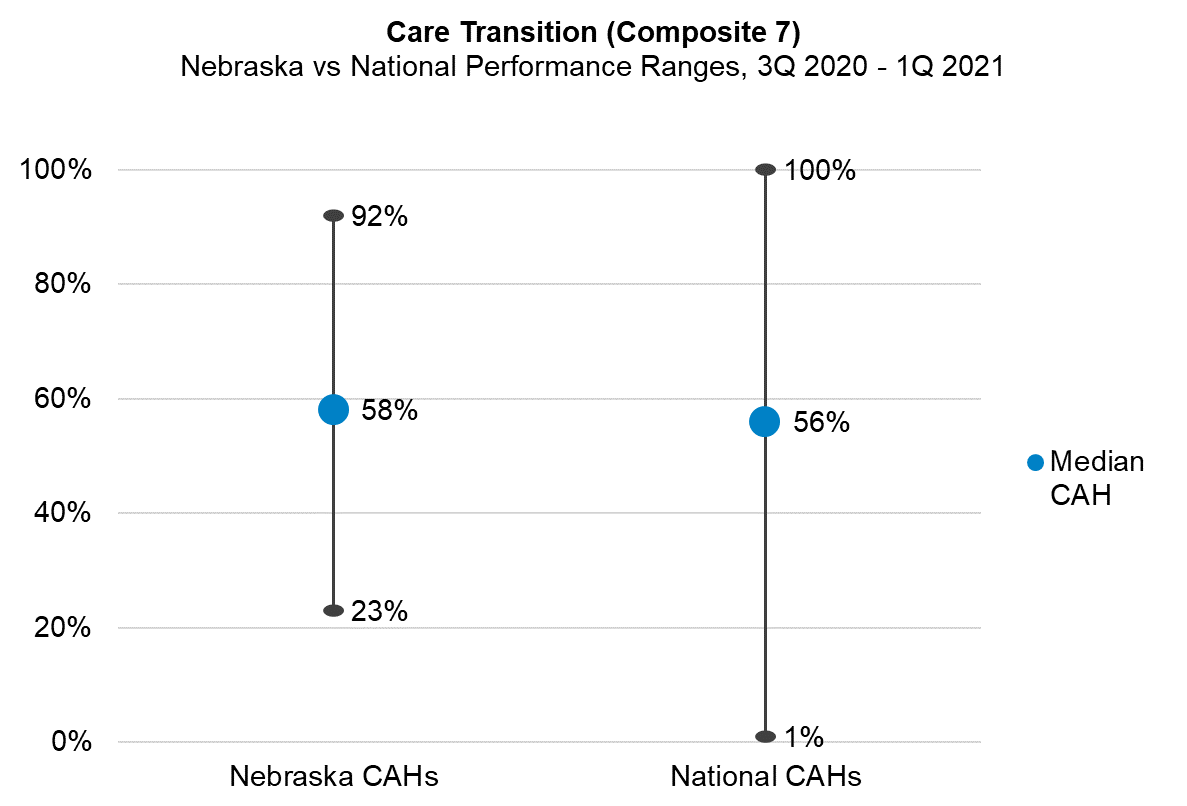 Care Transition (Composite 7)
Nebraska vs National Performance Ranges, 3Q 2020 - 1Q 2021
100%
100%
92%
80%
60%
58%
56%
Median
CAH
40%
23%
20%
1%
0%
Nebraska CAHs
National CAHs